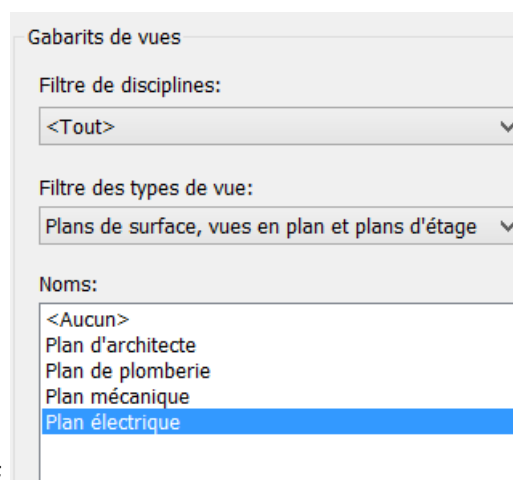 Gabarits de vues
Filtre de disciplines:
<Tout>
Filtre des types de vue:
Plans de surface, vues en plan et plans d'étage
Noms:
<Aucun>
Plan d'architecte
Plan de plomberie
Plan mécanique
Plan électrique